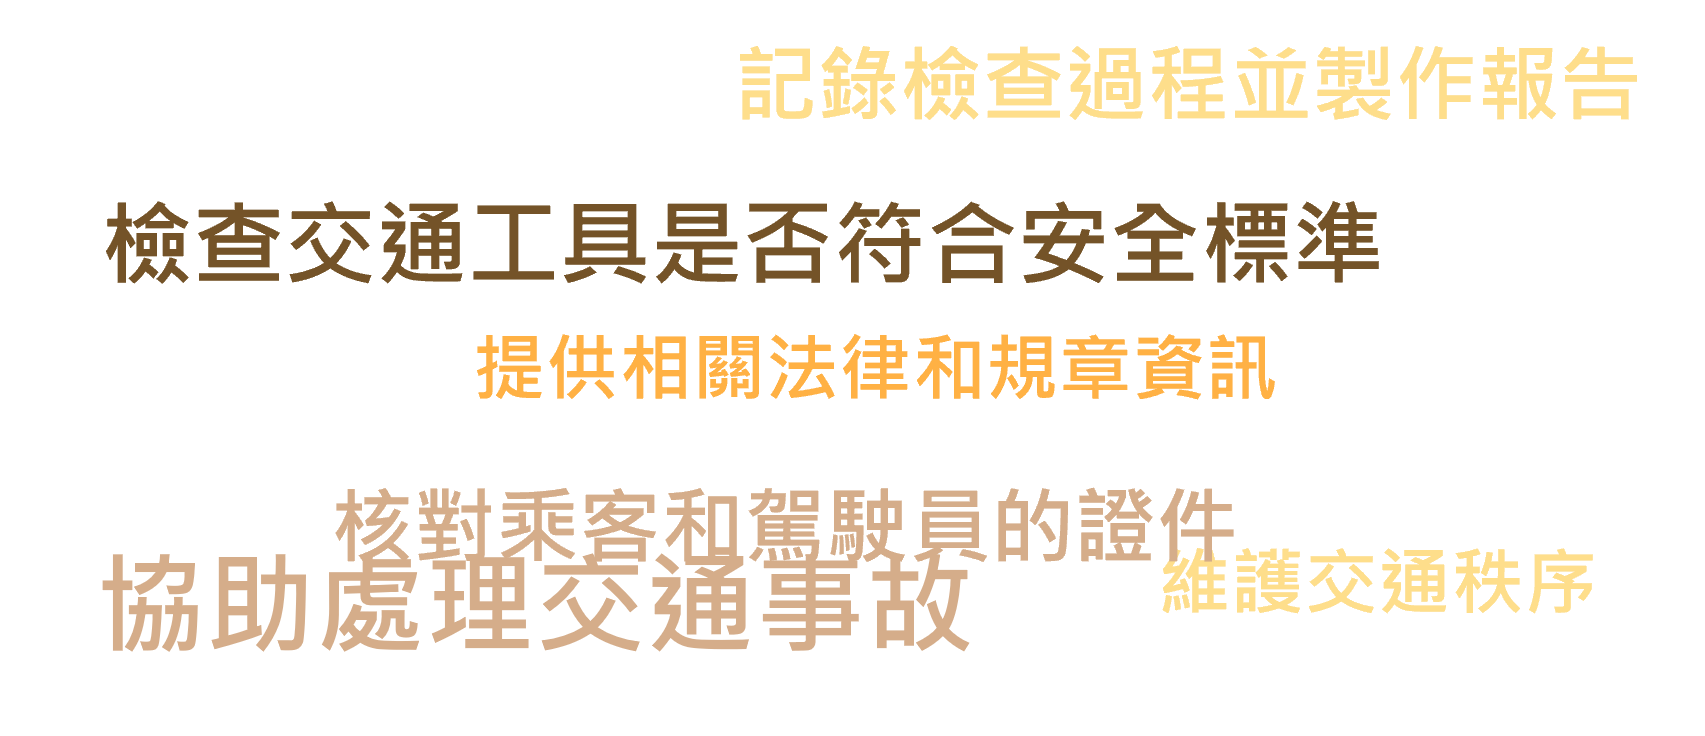 記錄檢查過程並製作報告
檢查交通工具是否符合安全標準
提供相關法律和規章資訊
核對乘客和駕駛員的證件
維護交通秩序
協助處理交通事故